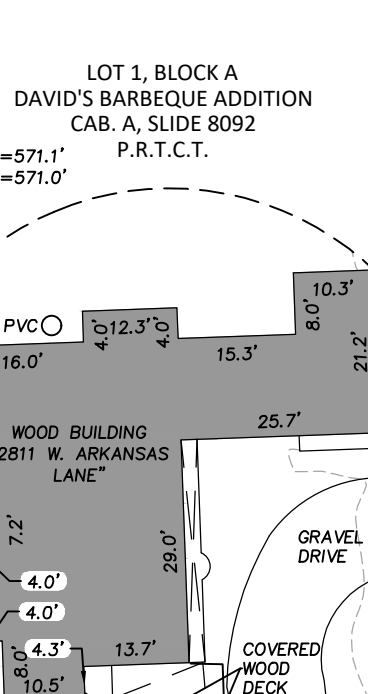 LOT 1, BLOCK A
DAVID'S BARBEQUE ADDITION
CAB. A, SLIDE 8092
P.R.T.C.T.
=571.1'
=571.0'
10.3'
8.0'
PVC
4.0'
12.3'
4.0'
16.0'
15.3'
21.2'
25.7'
WOOD BUILDING
2811 W. ARKANSAS
LANE"
7.2'
29.0'
GRAVEL
DRIVE
4.0'
4.0'
4.3'
13.7'
8.0'
10.5'
COVERED
WOOD
DECK